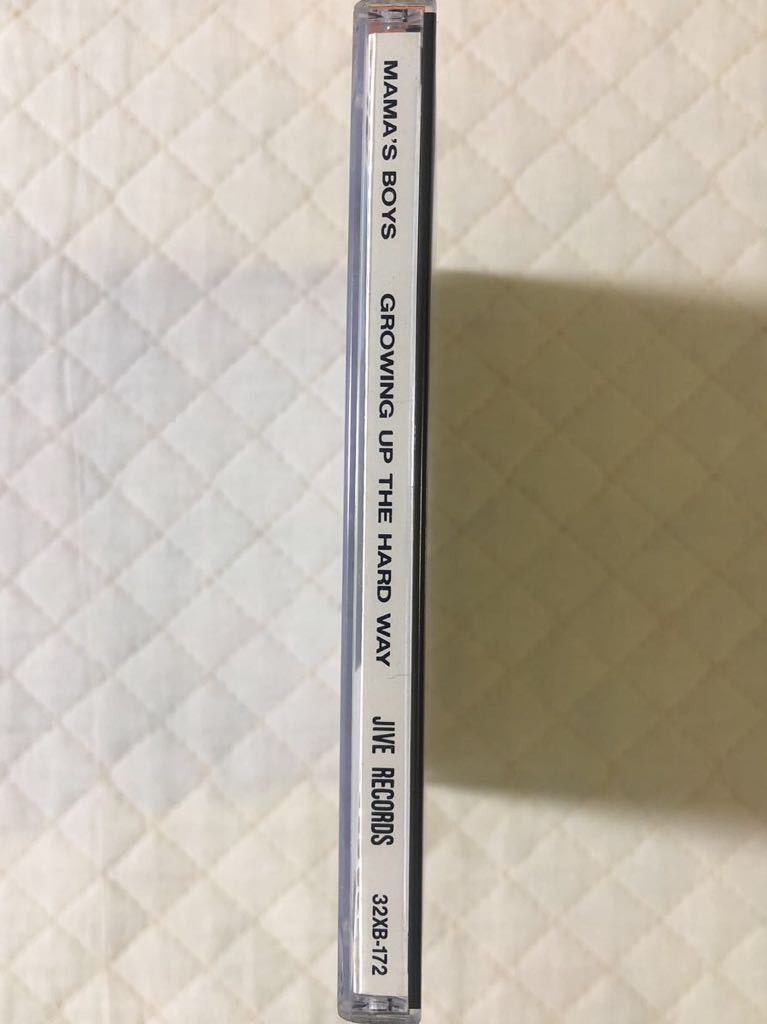 MAMA'S BOYS GROWING UP THE HARD WAY JIVE RECORDS 32XB-172